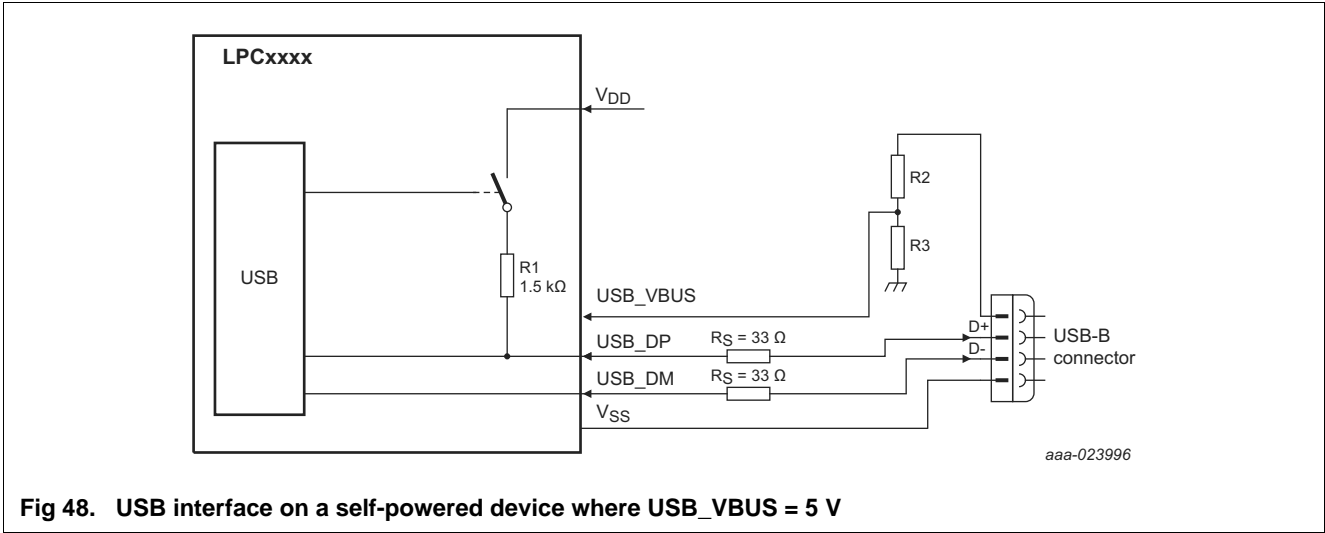 LPCxxxx
VDD
R2
R3
USB
R1
1.5 kΩ
USB_VBUS
D+
USB_DP
RS = 33 Ω
USB-B
connector
D-
USB_DM
RS = 33 Ω
VSS
aaa-023996
Fig 48. USB interface on a self-powered device where USB_VBUS = 5 V